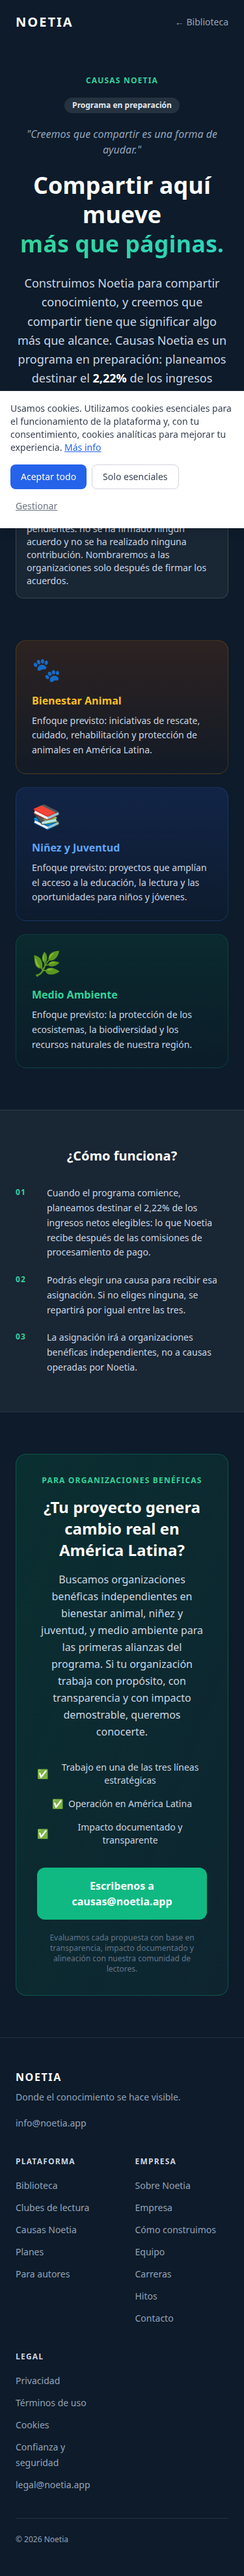 NOETIA
← Biblioteca
CAUSAS NOETIA
Programa en preparación
"Creemos que compartir es una forma de
ayudar."
Compartir aquí
mueve
más que páginas.
Construimos Noetia para compartir
conocimiento, y creemos que
compartir tiene que significar algo
más que alcance. Causas Noetia es un
programa en preparación: planeamos
destinar el 2,22% de los ingresos
Usamos cookies. Utilizamos cookies esenciales para
el funcionamiento de la plataforma y, con tu
consentimiento, cookies analíticas para mejorar tu
experiencia. Más info
Aceptar todo
Solo esenciales
Gestionar
pendientes: no se ha firmado ningún
acuerdo y no se ha realizado ninguna
contribución. Nombraremos a las
organizaciones solo después de firmar los
acuerdos.
Bienestar Animal
Enfoque previsto: iniciativas de rescate,
cuidado, rehabilitación y protección de
animales en América Latina.
Niñez y Juventud
Enfoque previsto: proyectos que amplían
el acceso a la educación, la lectura y las
oportunidades para niños y jóvenes.
Medio Ambiente
Enfoque previsto: la protección de los
ecosistemas, la biodiversidad y los
recursos naturales de nuestra región.
¿Cómo funciona?
01
Cuando el programa comience,
planeamos destinar el 2,22% de los
ingresos netos elegibles: lo que Noetia
recibe después de las comisiones de
procesamiento de pago.
02
Podrás elegir una causa para recibir esa
asignación. Si no eliges ninguna, se
repartirá por igual entre las tres.
03
La asignación irá a organizaciones
benéficas independientes, no a causas
operadas por Noetia.
PARA ORGANIZACIONES BENÉFICAS
¿Tu proyecto genera
cambio real en
América Latina?
Buscamos organizaciones
benéficas independientes en
bienestar animal, niñez y
juventud, y medio ambiente para
las primeras alianzas del
programa. Si tu organización
trabaja con propósito, con
transparencia y con impacto
demostrable, queremos
conocerte.
✅ Trabajo en una de las tres líneas
estratégicas
✅ Operación en América Latina
✅ Impacto documentado y
transparente
Escríbenos a
causas@noetia.app
Evaluamos cada propuesta con base en
transparencia, impacto documentado y
alineación con nuestra comunidad de
lectores.
NOETIA
Donde el conocimiento se hace visible.
info@noetia.app
PLATAFORMA
Biblioteca
Clubes de lectura
Causas Noetia
Planes
Para autores
EMPRESA
Sobre Noetia
Empresa
Cómo construimos
Equipo
Carreras
Hitos
Contacto
LEGAL
Privacidad
Términos de uso
Cookies
Confianza y
seguridad
legal@noetia.app
© 2026 Noetia